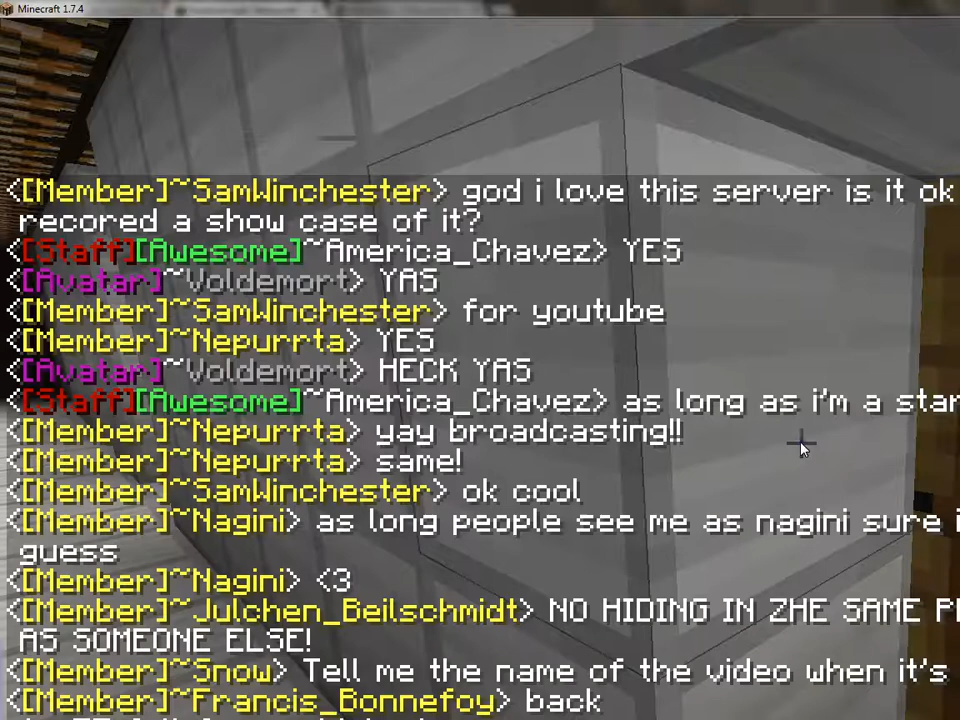 Minecraft 1.7.4
<[Member]~SamWinchester> god i love this server is it ok
recored a show case of it?
<[Staff][Awesome]~America_Chavez> YES
<[Avatar]~Voldemort> YAS
<[Member]~SamWinchester> for youtube
<[Member]~Nepurrta> YES
<[Avatar]~Voldemort> HECK YAS
<[Staff][Awesome]~America_Chavez> as long as i'm a star
<[Member]~Nepurrta> yay broadcasting!!
<[Member]~Nepurrta> same!
<[Member]~SamWinchester> ok cool
<[Member]~Nagini> as long people see me as nagini sure i
guess
<[Member]~Nagini> <3
<[Member]~Julchen_Beilschmidt> NO HIDING IN ZHE SAME
AS SOMEONE ELSE!
<[Member]~Snow> Tell me the name of the video when it's
<[Member]~Francis_Bonnefoy> back